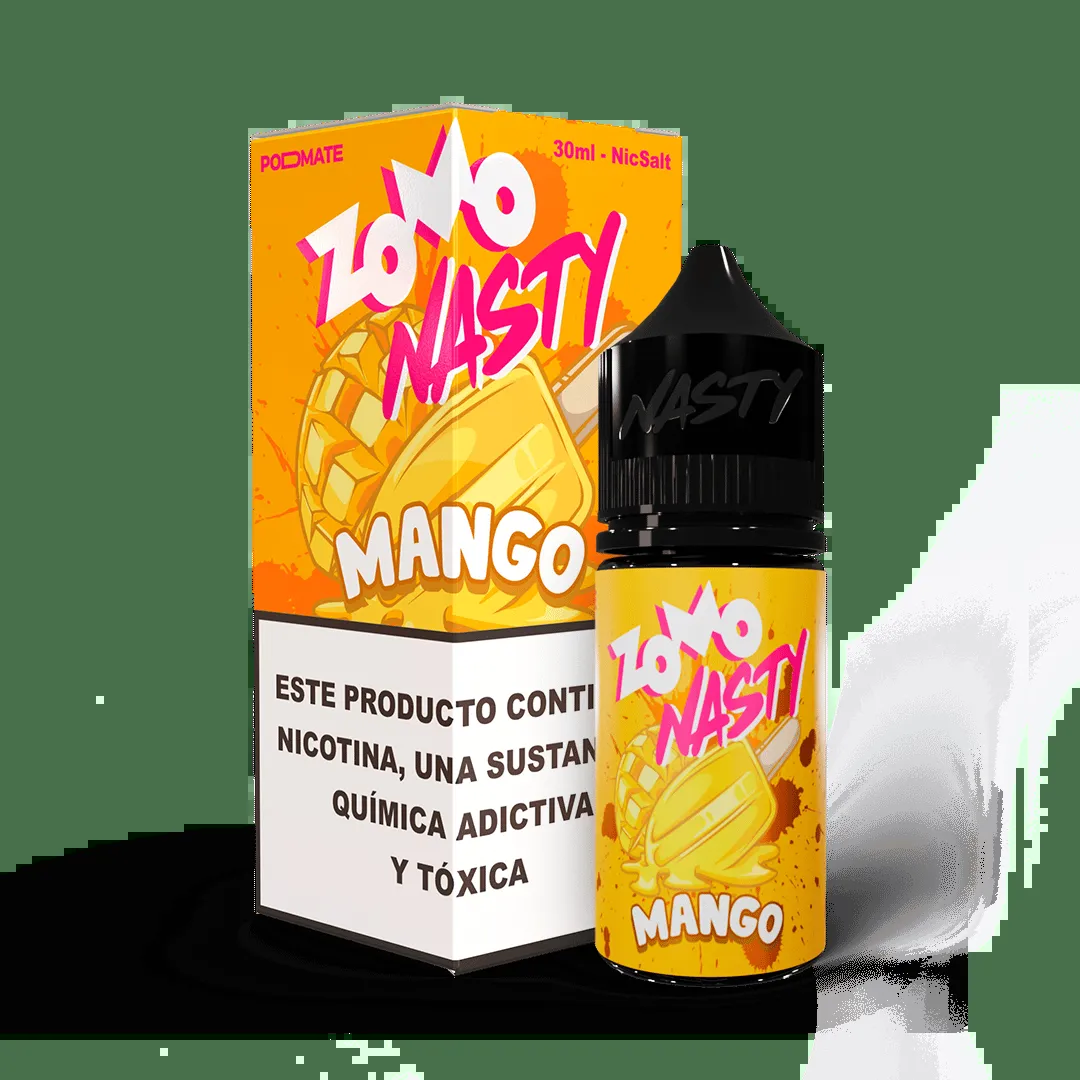 PODMATE
30ml - NicSalt
ZOMO
NASTY
MANGO
ESTE PRODUCTO CONTI
NICOTINA, UNA SUSTAN
QUÍMICA ADICTIVA
Y TÓXICA
NASTY
ZOMO
NASTY
MANGO